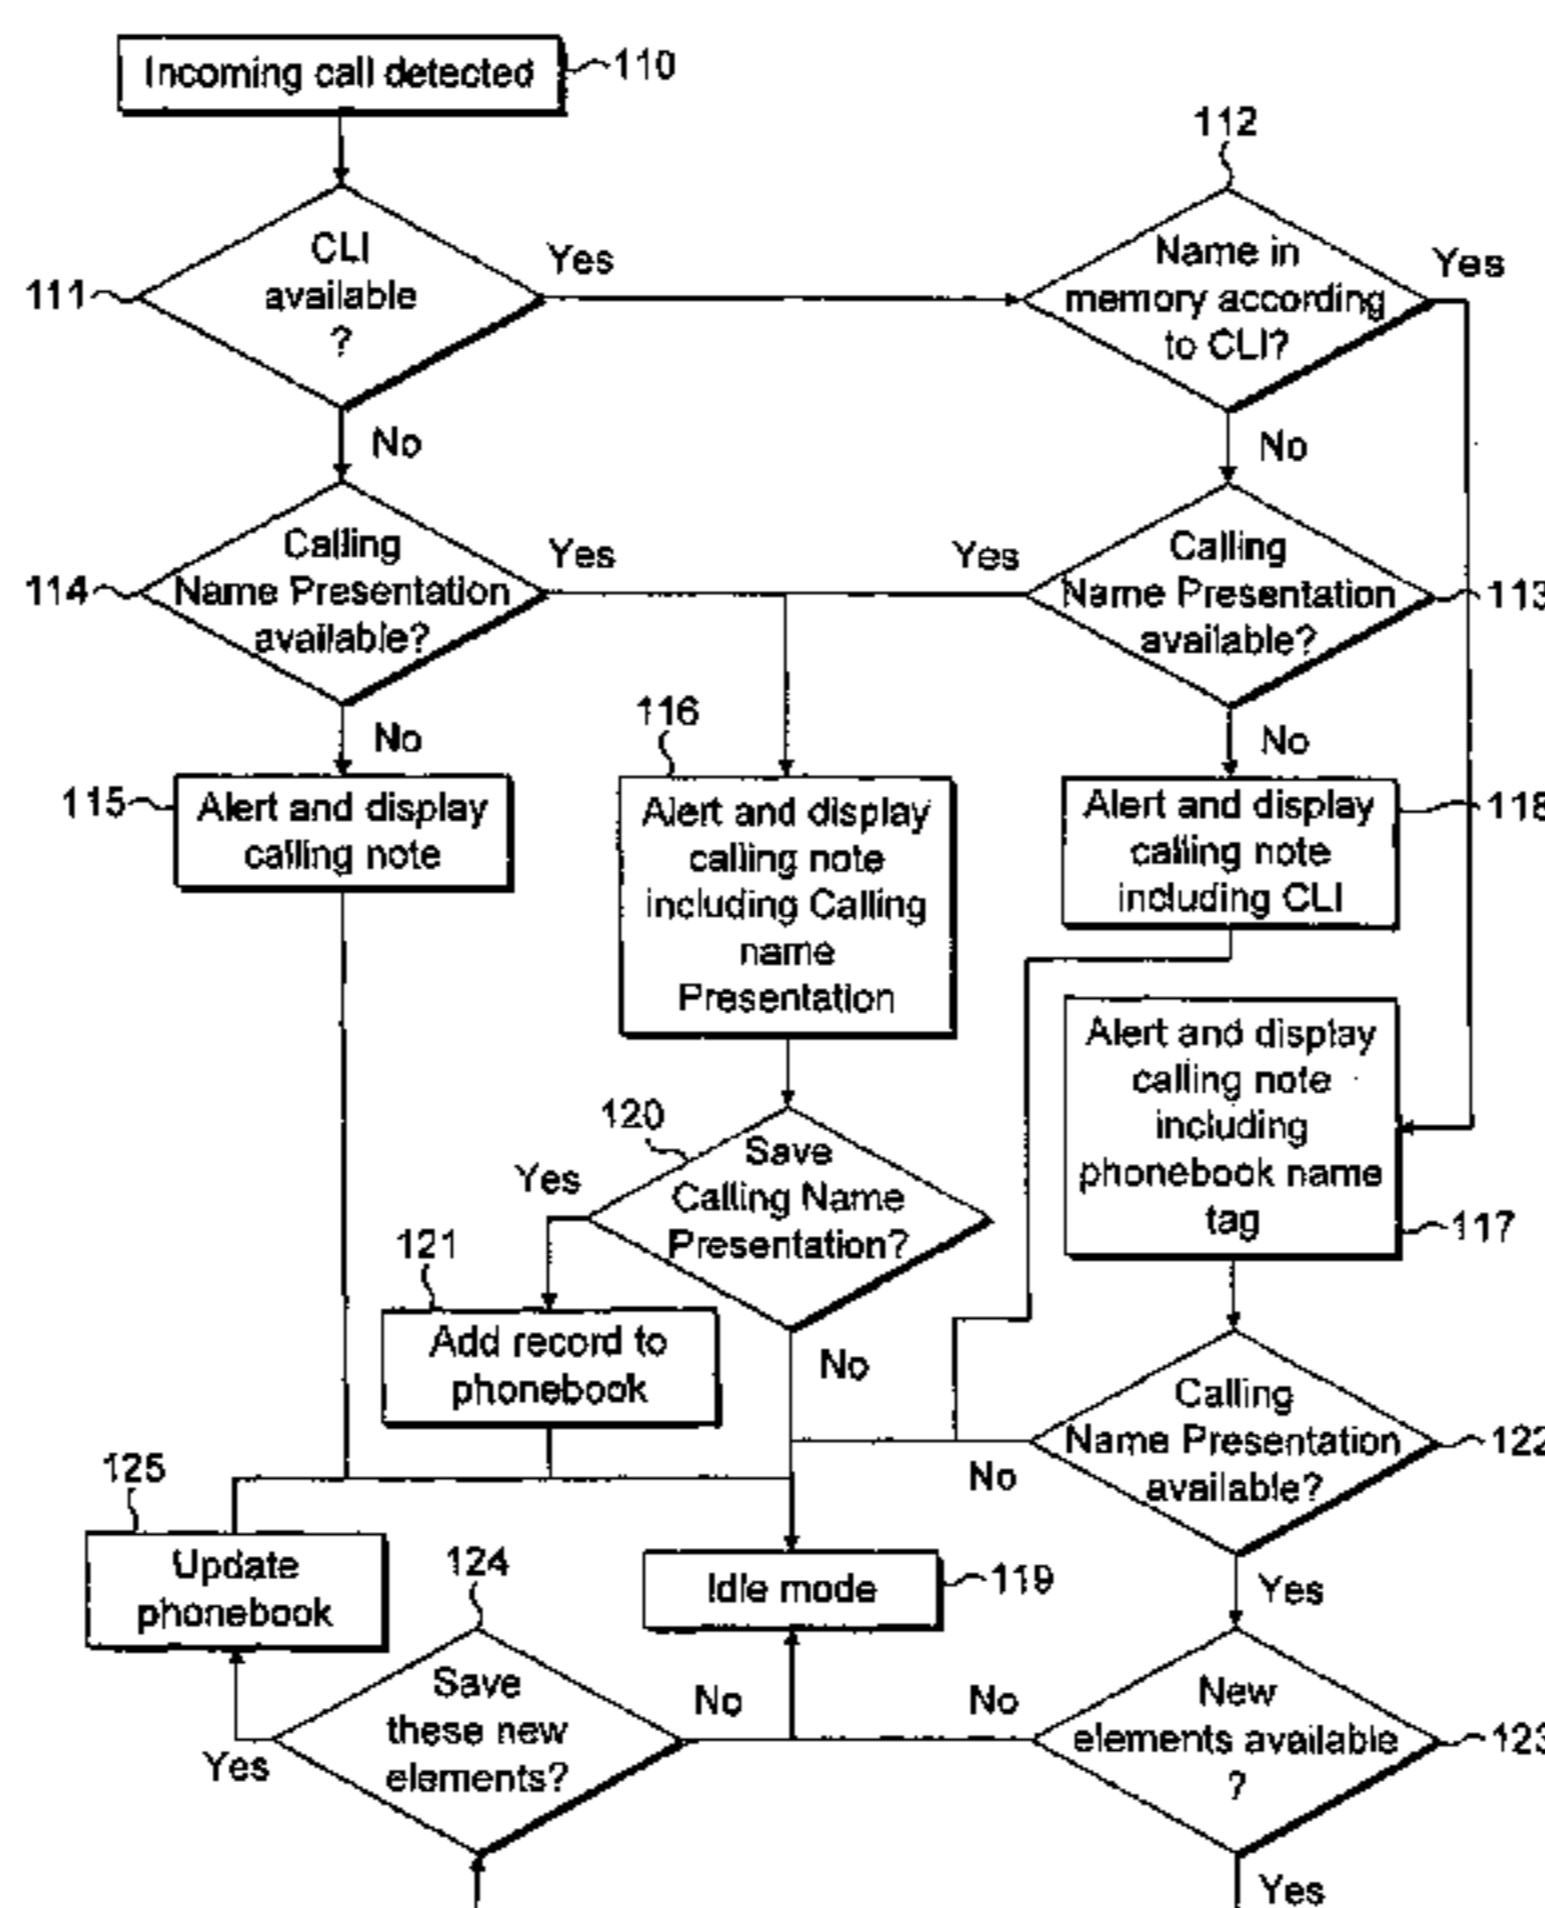 Incoming call detected
110
112
CLI
available
?
111
Yes
Name in
memory according
to CLI?
Yes
No
No
Calling
Name Presentation
available?
114
Yes
Yes
Calling
Name Presentation
available?
113
No
116
No
115
Alert and display
calling note
Alert and display
calling note
including Calling
name
Presentation
Alert and display
calling note
including CLI
118
Alert and display
calling note
including
phonebook name
tag
117
120
Save
Calling Name
Presentation?
Yes
121
Add record to
phonebook
No
Calling
Name Presentation
available?
122
No
125
Update
phonebook
124
Idle mode
119
Yes
Save
these new
elements?
No
No
New
elements available
?
123
Yes
Yes